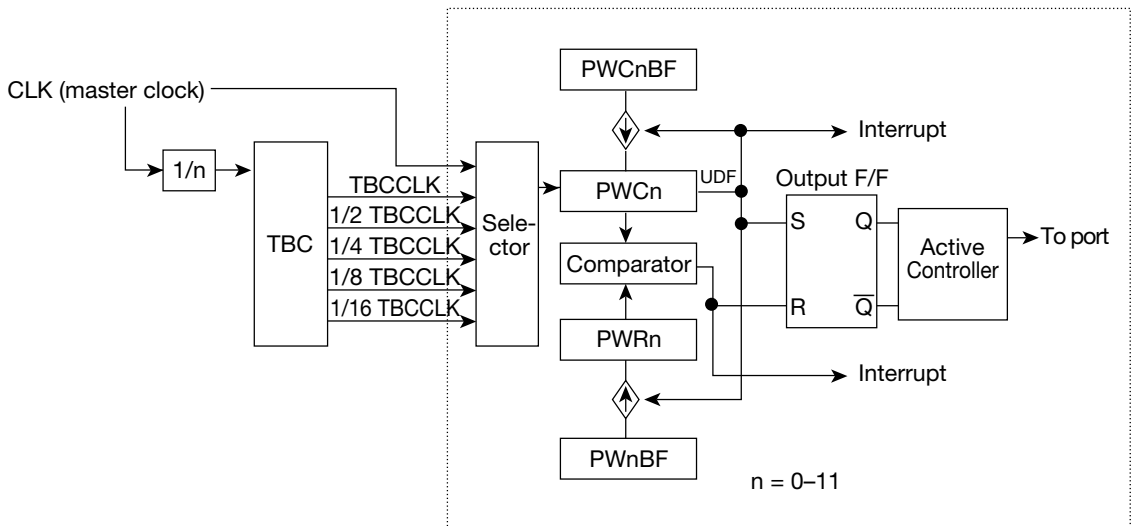 PWCnBF
CLK (master clock)
Interrupt
1/n
TBCCLK
PWCn
UDF
Output F/F
1/2 TBCCLK
S
Q
TBC
Sele-
ctor
Active
Controller
To port
1/4 TBCCLK
Comparator
1/8 TBCCLK
1/16 TBCCLK
R
Q̅
PWRn
Interrupt
PWnBF
n = 0–11